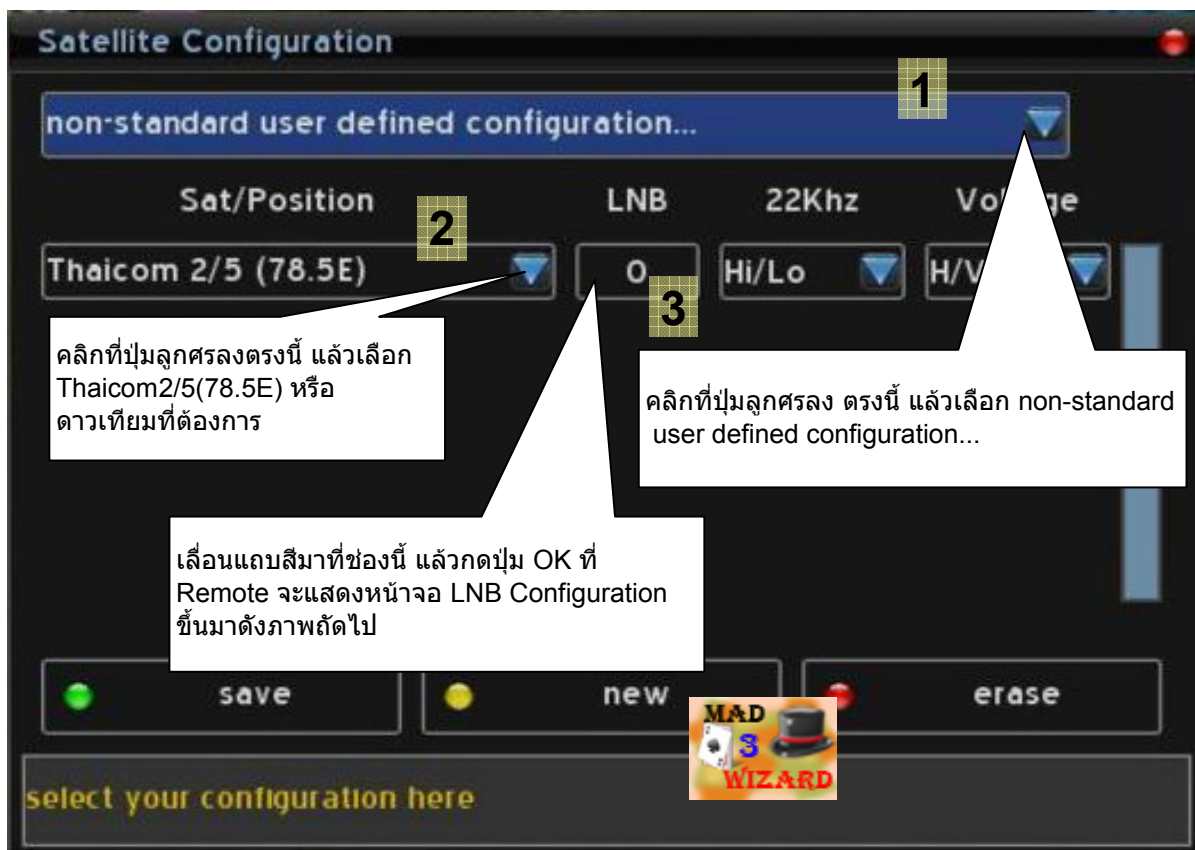 Satellite Configuration
1
non-standard user defined configuration...
Sat/Position LNB 22Khz
2
Thaicom 2/5 (78.5E) 0 Hi/Lo H/V
3
คลิกที่ปุ่มลูกศรลงตรงนี้ แล้วเลือก
Thaicom2/5(78.5E) หรือ
ดาวเทียมที่ต้องการ
คลิกที่ปุ่มลูกศรลง ตรงนี้ แล้วเลือก non-standard
user defined configuration...
เลื่อนแถบสีมาที่ช่องนี้ แล้วกดปุ่ม OK ที่
Remote จะแสดงหน้าจอ LNB Configuration
ขึ้นมาดังภาพถัดไป
save new erase
MAD
3
WIZARD
select your configuration here